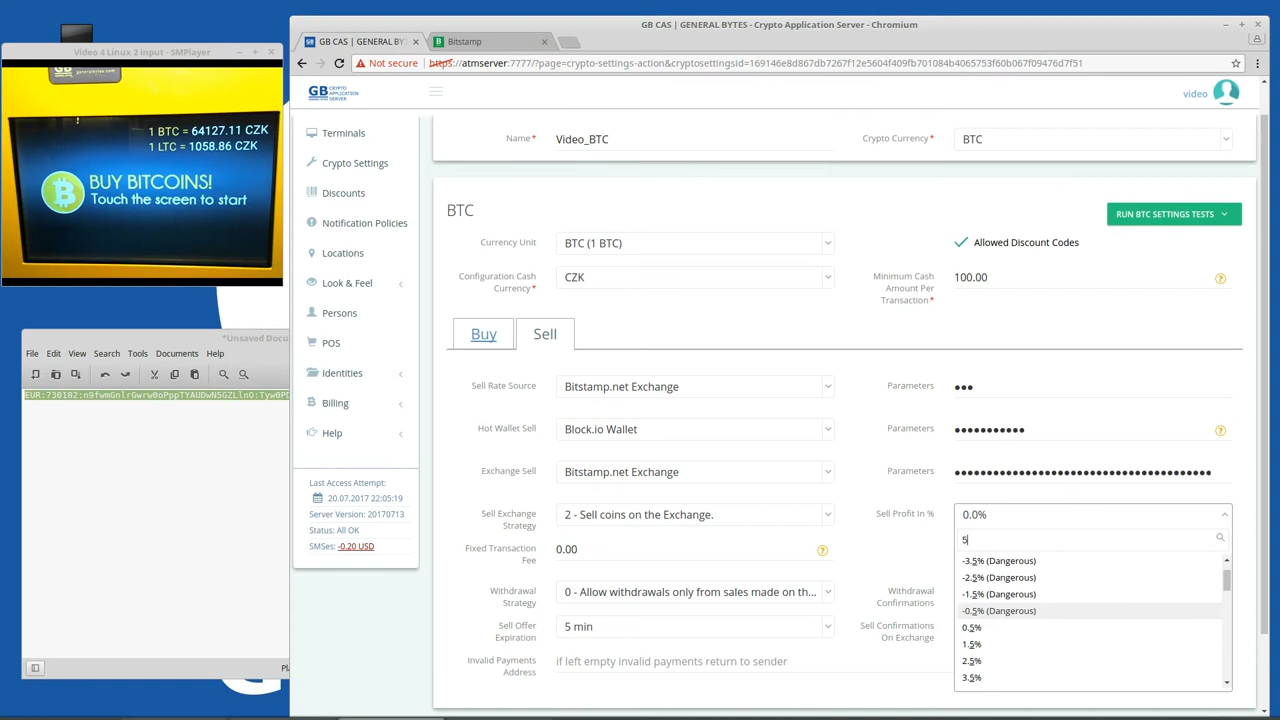 GB CAS | GENERAL BYTES - Crypto Application Server - Chromium
GB CAS | GENERAL BYT
Bitstamp
Not secure
https://atmserver:7777/?page=crypto-settings-action&cryptosettingsid=169146e8d867db7267f12e5604f409fb701084b4065753f60b067f09476d7f51
Video 4 Linux 2 input - SMPlayer
GB
generalbytes.com
1 BTC = 64127.11 CZK
1 LTC = 1058.86 CZK
BUY BITCOINS!
Touch the screen to start
*Unsaved Docu
File Edit View Search Tools Documents Help
GB CRYPTO APPLICATION SERVER
video
Terminals
Crypto Settings
Discounts
Notification Policies
Locations
Look & Feel
Persons
POS
Identities
Billing
Help
Last Access Attempt:
20.07.2017 22:05:19
Server Version: 20170713
Status: All OK
SMSes: -0.20 USD
Name*
Video_BTC
Crypto Currency*
BTC
BTC
RUN BTC SETTINGS TESTS
Currency Unit
BTC (1 BTC)
Allowed Discount Codes
Configuration Cash
Currency*
CZK
Minimum Cash
Amount Per
Transaction*
100.00
Buy
Sell
Sell Rate Source
Bitstamp.net Exchange
Parameters
Hot Wallet Sell
Block.io Wallet
Parameters
Exchange Sell
Bitstamp.net Exchange
Parameters
Sell Exchange
Strategy
2 - Sell coins on the Exchange.
Sell Profit In %
0.0%
5
-3.5% (Dangerous)
-2.5% (Dangerous)
-1.5% (Dangerous)
-0.5% (Dangerous)
0.5%
1.5%
2.5%
3.5%
Fixed Transaction
Fee
0.00
Withdrawal
Strategy
0 - Allow withdrawals only from sales made on th...
Withdrawal
Confirmations
Sell Offer
Expiration
5 min
Sell Confirmations
On Exchange
Invalid Payments
Address
if left empty invalid payments return to sender